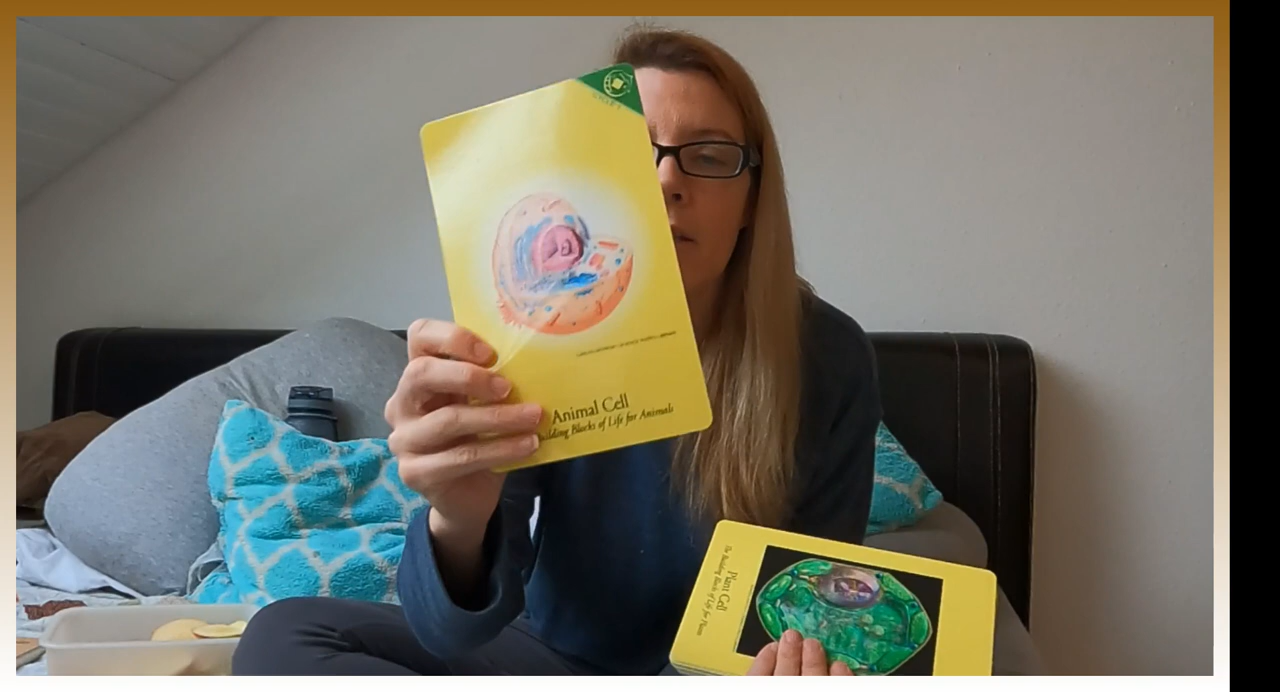 Animal Cell
Building Blocks of Life for Animals
Plant Cell
The Building Blocks of Life for Plants